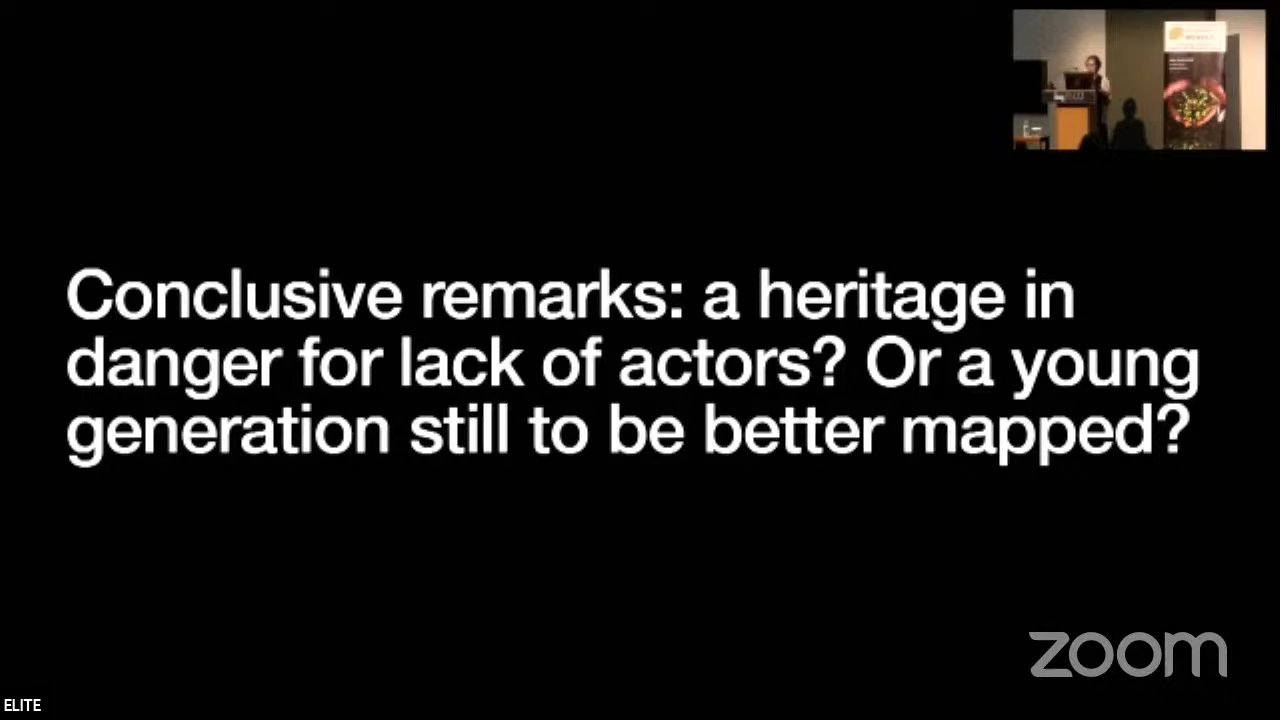 Conclusive remarks: a heritage in
danger for lack of actors? Or a young
generation still to be better mapped?
zoom
ELITE